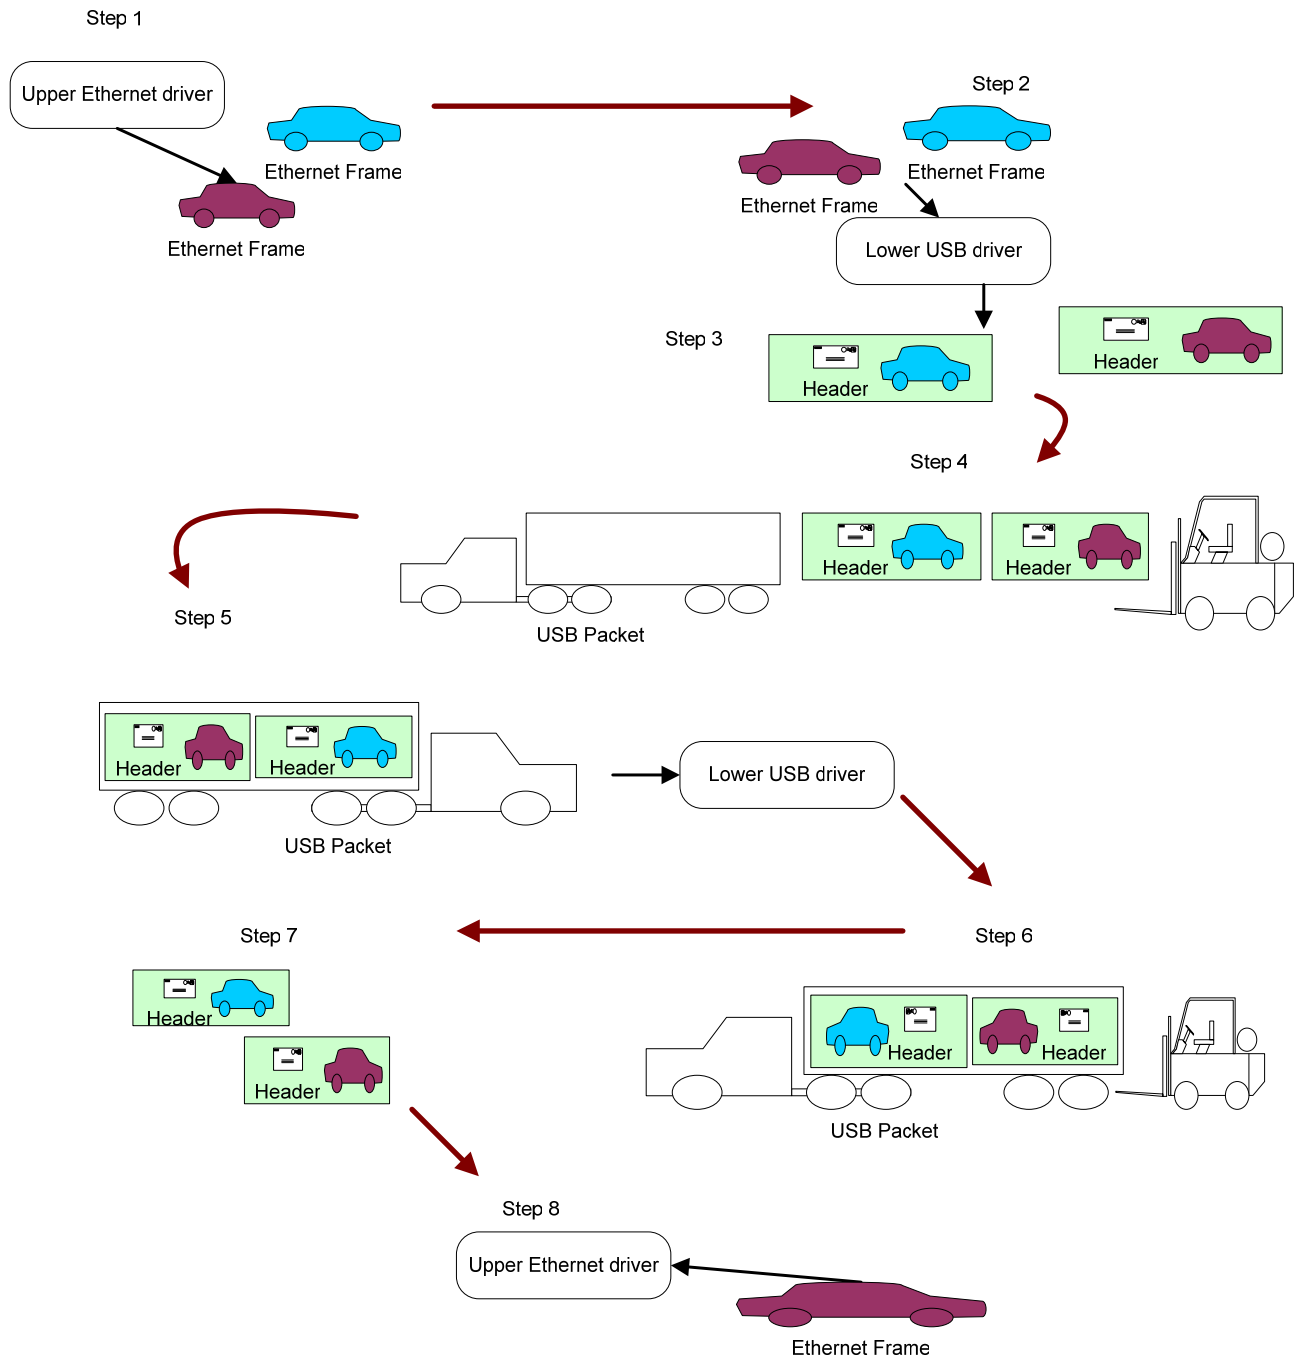 Step 1
Upper Ethernet driver
Ethernet Frame
Ethernet Frame
Step 2
Ethernet Frame
Ethernet Frame
Lower USB driver
Step 3
Header
Header
Step 4
Header
Header
USB Packet
Step 5
Header
Header
USB Packet
Lower USB driver
Step 6
Header
Header
USB Packet
Step 7
Header
Header
Step 8
Upper Ethernet driver
Ethernet Frame